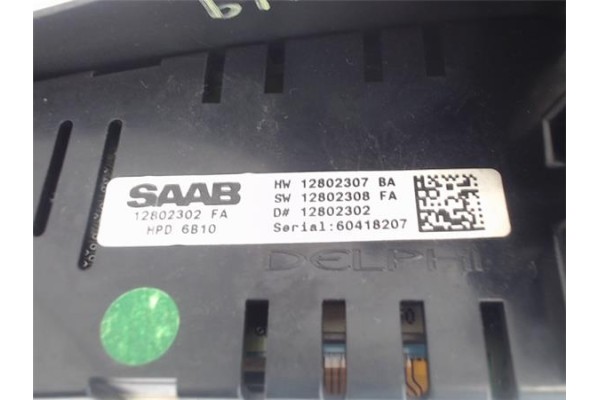 SAAB
12802302 FA
HPD 6B10
HW 12802307 BA
SW 12802308 FA
D# 12802302
Serial:60418207
DELPHI